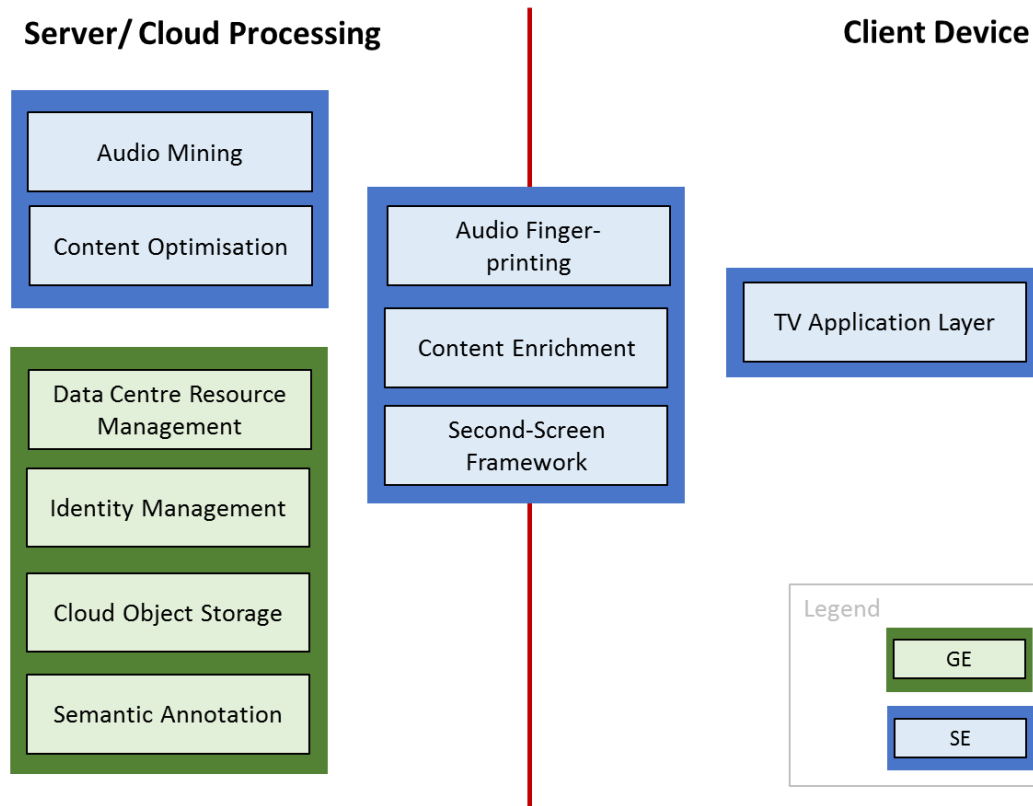 Server/ Cloud Processing
Client Device
Audio Mining
Content Optimisation
Audio Finger-
printing
Content Enrichment
Second-Screen
Framework
TV Application Layer
Data Centre Resource
Management
Identity Management
Cloud Object Storage
Semantic Annotation
Legend
GE
SE